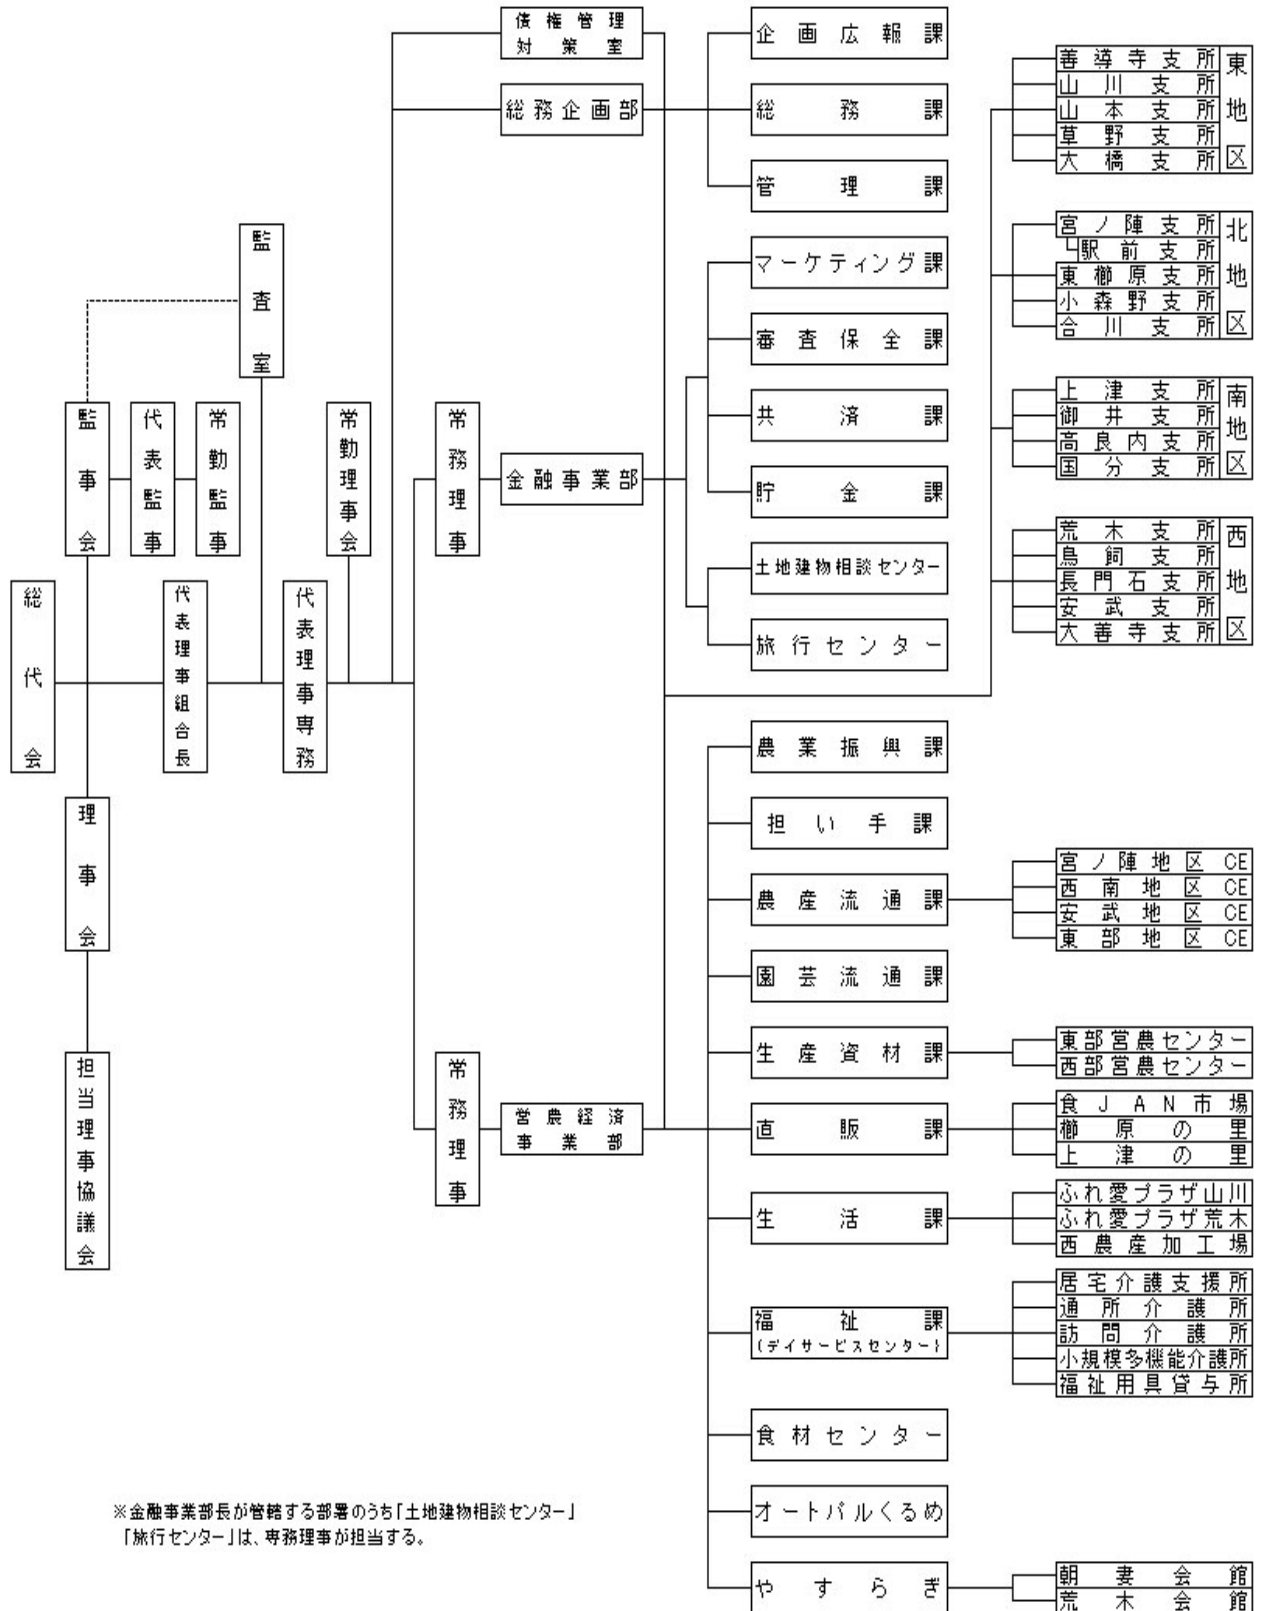 債権管理
対策室
総務企画部
企画広報課
総務課
管理課
監査室
監事会
代表監事
常勤監事
常勤理事会
常務理事
金融事業部
マーケティング課
審査保全課
共済課
貯金課
土地建物相談センター
旅行センター
総代会
代表理事組合長
代表理事専務
理事会
担当理事協議会
常務理事
営農経済
事業部
農業振興課
担い手課
農産流通課
園芸流通課
生産資材課
直販課
生活課
福祉課
(デイサービスセンター)
食材センター
オートパルくるめ
やすらぎ
東地区
善導寺支所
山川支所
山本支所
草野支所
大橋支所
北地区
宮ノ陣支所
└駅前支所
東櫛原支所
小森野支所
合川支所
南地区
上津支所
御井支所
高良内支所
国分支所
西地区
荒木支所
鳥飼支所
長門石支所
安武支所
大善寺支所
宮ノ陣地区CE
西南地区CE
安武地区CE
東部地区CE
東部営農センター
西部営農センター
食JAN市場
櫛原の里
上津の里
ふれ愛プラザ山川
ふれ愛プラザ荒木
西農産加工場
居宅介護支援所
通所介護所
訪問介護所
小規模多機能介護所
福祉用具貸与所
朝妻会館
荒木会館
※金融事業部長が管轄する部署のうち「土地建物相談センター」
「旅行センター」は、専務理事が担当する。